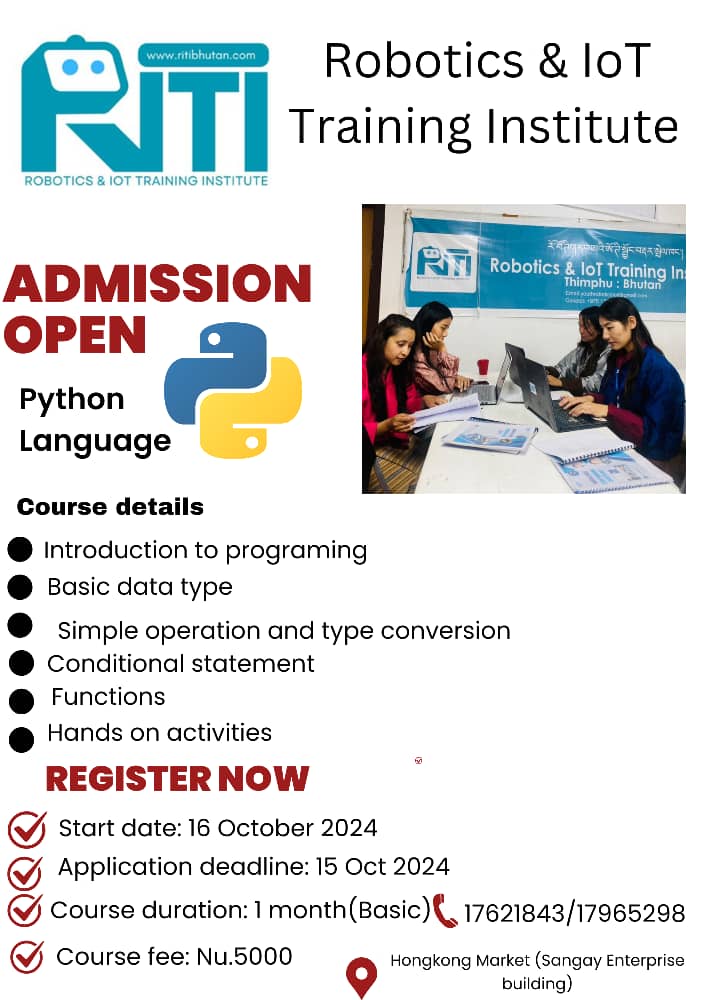 www.ritibhutan.com
RITI
ROBOTICS & IOT TRAINING INSTITUTE
Robotics & IoT
Training Institute
RITI
Robotics & IoT Training Ins
Thimphu : Bhutan
ADMISSION
OPEN
Python
Language
Course details
Introduction to programing
Basic data type
Simple operation and type conversion
Conditional statement
Functions
Hands on activities
REGISTER NOW
Start date: 16 October 2024
Application deadline: 15 Oct 2024
Course duration: 1 month(Basic)
17621843/17965298
Course fee: Nu.5000
Hongkong Market (Sangay Enterprise
building)